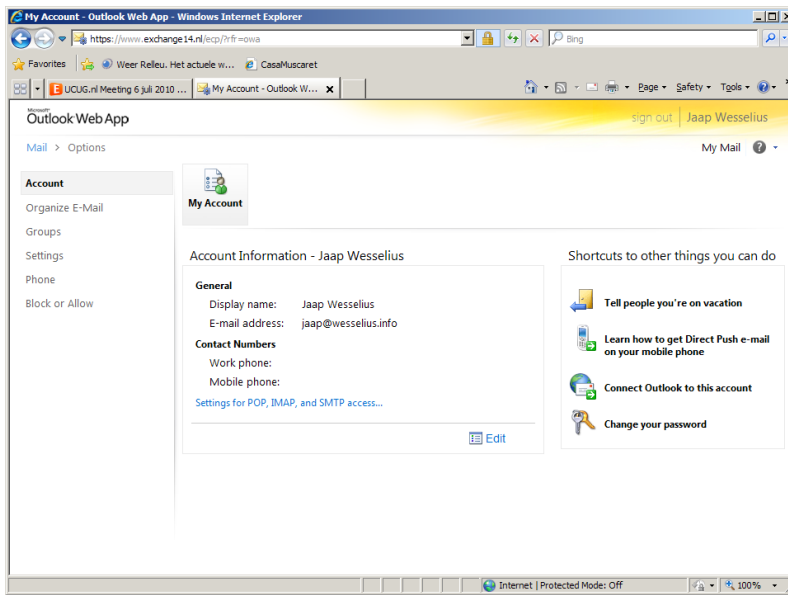 My Account - Outlook Web App - Windows Internet Explorer
https://www.exchange14.nl/ecp/?rfr=owa
Bing
Favorites Weer Relleu. Het actuele w... CasaMuscaret
UCUG.nl Meeting 6 juli 2010 ... My Account - Outlook W... Page Safety Tools
Microsoft
Outlook Web App
sign out Jaap Wesselius
Mail > Options
My Mail
Account
Organize E-Mail
Groups
Settings
Phone
Block or Allow
My Account
Account Information - Jaap Wesselius
General
Display name: Jaap Wesselius
E-mail address: jaap@wesselius.info
Contact Numbers
Work phone:
Mobile phone:
Settings for POP, IMAP, and SMTP access...
Edit
Shortcuts to other things you can do
Tell people you're on vacation
Learn how to get Direct Push e-mail
on your mobile phone
Connect Outlook to this account
Change your password
Internet | Protected Mode: Off 100%